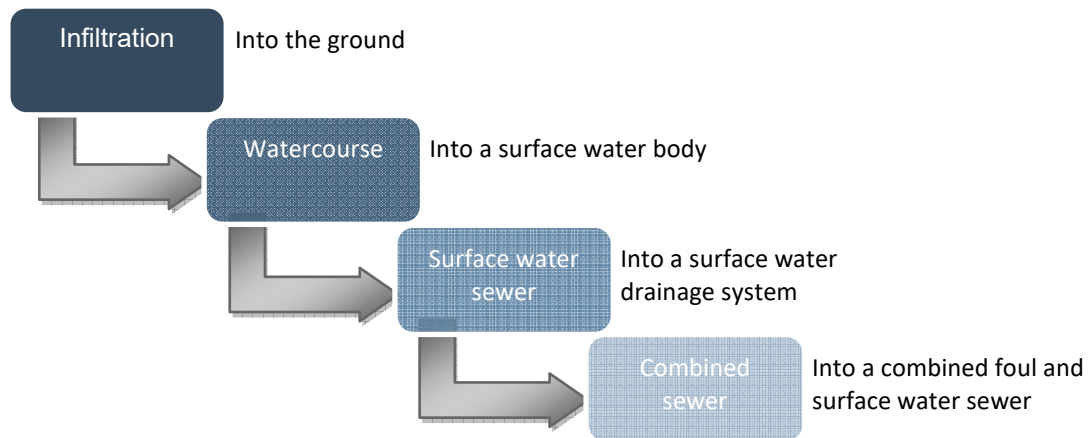 Infiltration
Into the ground
Watercourse
Into a surface water body
Surface water
sewer
Into a surface water
drainage system
Combined
sewer
Into a combined foul and
surface water sewer